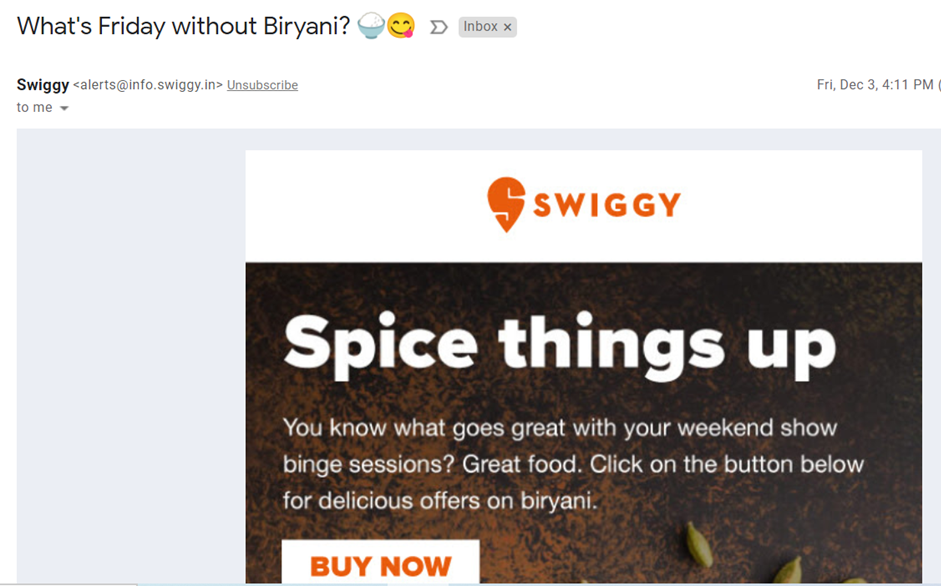 What's Friday without Biryani? 🍚😋 Inbox ×
Swiggy <alerts@info.swiggy.in> Unsubscribe Fri, Dec 3, 4:11 PM (
to me
SWIGGY
Spice things up
You know what goes great with your weekend show
binge sessions? Great food. Click on the button below
for delicious offers on biryani.
BUY NOW